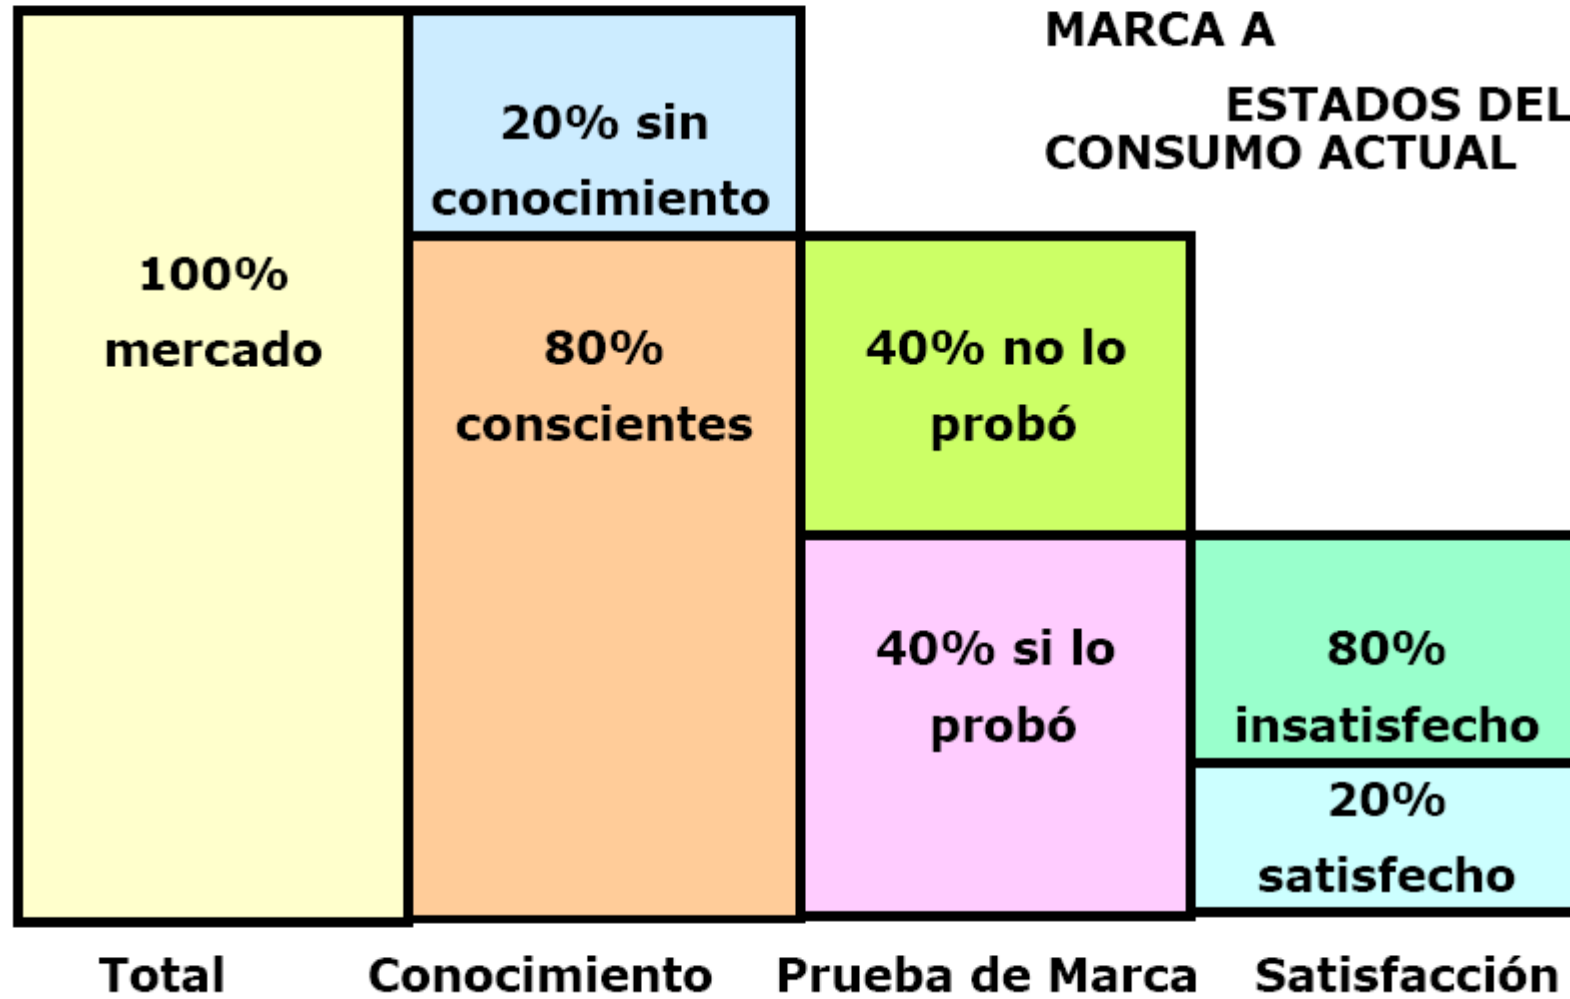 MARCA A
ESTADOS DEL
CONSUMO ACTUAL
100%
mercado
20% sin
conocimiento
80%
conscientes
40% no lo
probó
40% si lo
probó
80%
insatisfecho
20%
satisfecho
Total
Conocimiento
Prueba de Marca
Satisfacción